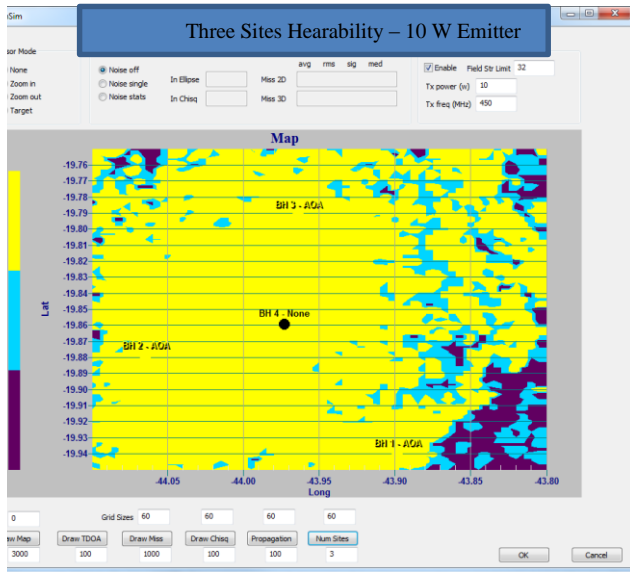 Sim
Three Sites Hearability – 10 W Emitter
sor Mode
None
Zoom in
Zoom out
Target
Noise off
Noise single
Noise stats
In Ellipse
In Chisq
avg rms sig med
Miss 2D
Miss 3D
Enable Field Str Limit 32
Tx power (w) 10
Tx freq (MHz) 450
Map
-19.76
-19.77
-19.78
-19.79
-19.80
-19.81
-19.82
-19.83
-19.84
-19.85
-19.86
-19.87
-19.88
-19.89
-19.90
-19.91
-19.92
-19.93
-19.94
Lat
BH 3 - AOA
BH 4 - None
BH 2 - AOA
BH 1 - AOA
-44.05 -44.00 -43.95 -43.90 -43.85 -43.80
Long
0 Grid Sizes 60 60 60 60
aw Map Draw TDOA Draw Miss Draw Chisq Propagation Num Sites
3000 100 1000 100 100 3
OK Cancel